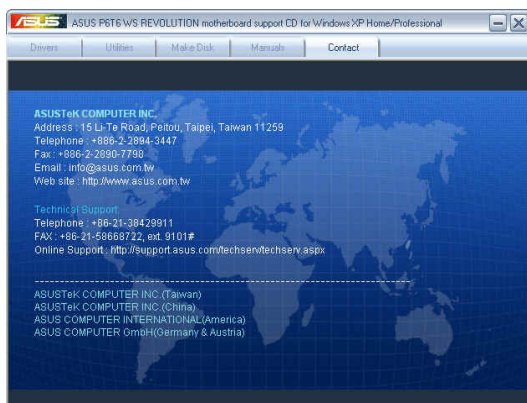 ASUS ASUS P6T6 WS REVOLUTION motherboard support CD for Windows XP Home/Professional
Drivers Utilities Make Disk Manuals Contact
ASUSTeK COMPUTER INC.
Address : 15 Li-Te Road, Peitou, Taipei, Taiwan 11259
Telephone : +886-2-2894-3447
Fax : +886-2-2890-7798
Email : info@asus.com.tw
Web site : http://www.asus.com.tw
Technical Support:
Telephone : +86-21-38429911
FAX : +86-21-58668722, ext. 9101#
Online Support : http://support.asus.com/techserv/techserv.aspx
ASUSTeK COMPUTER INC.(Taiwan)
ASUSTeK COMPUTER INC.(China)
ASUS COMPUTER INTERNATIONAL(America)
ASUS COMPUTER GmbH(Germany & Austria)